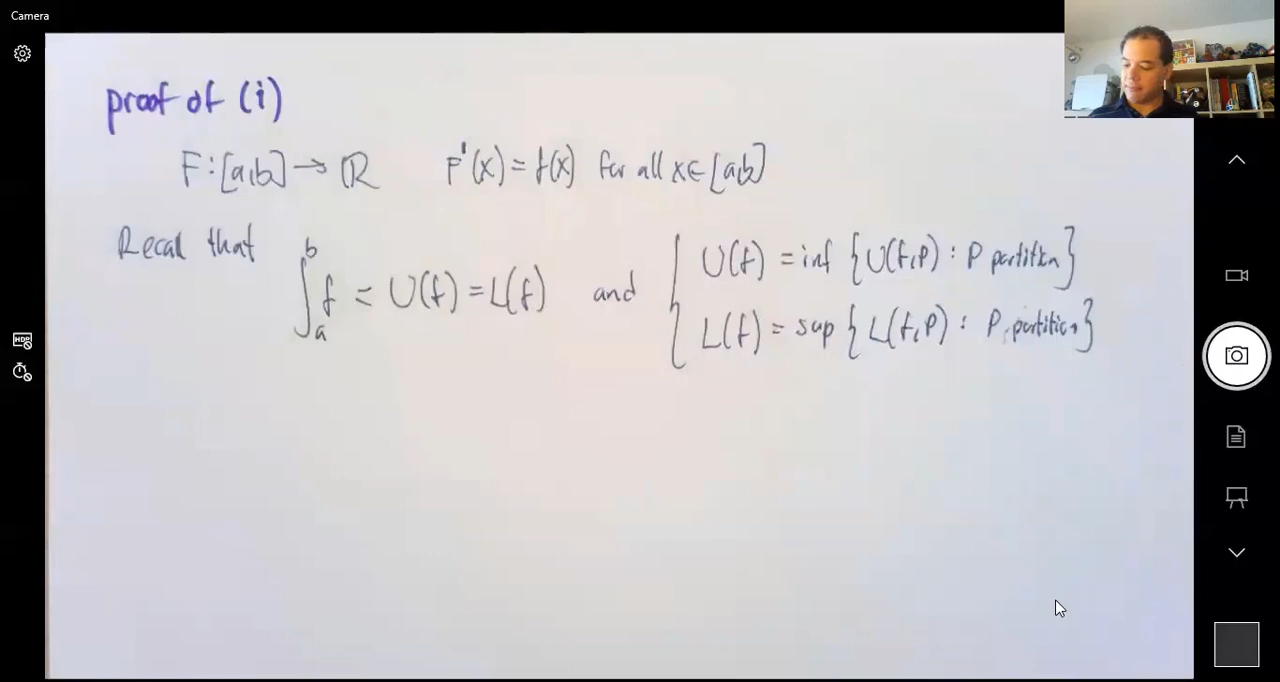 Camera
proof of (i)
F : [a,b] → ℝ F'(x) = f(x) for all x ∈ [a,b]
Recall that ∫_a^b f = U(f) = L(f) and { U(f) = inf { U(f,P) : P partition }
L(f) = sup { L(f,P) : P partition }